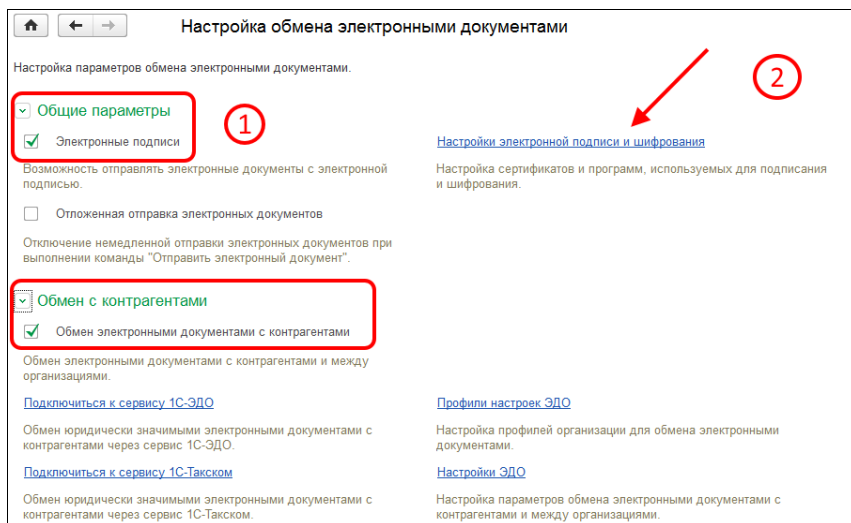 Настройка обмена электронными документами
Настройка параметров обмена электронными документами.
Общие параметры
1
2
Электронные подписи
Настройки электронной подписи и шифрования
Возможность отправлять электронные документы с электронной
подписью.
Настройка сертификатов и программ, используемых для подписания
и шифрования.
Отложенная отправка электронных документов
Отключение немедленной отправки электронных документов при
выполнении команды "Отправить электронный документ".
Обмен с контрагентами
Обмен электронными документами с контрагентами
Обмен электронными документами с контрагентами и между
организациями.
Подключиться к сервису 1С-ЭДО
Профили настроек ЭДО
Обмен юридически значимыми электронными документами с
контрагентами через сервис 1С-ЭДО.
Настройка профилей организации для обмена электронными
документами.
Подключиться к сервису 1С-Такском
Настройки ЭДО
Обмен юридически значимыми электронными документами с
контрагентами через сервис 1С-Такском.
Настройка параметров обмена электронными документами с
контрагентами и между организациями.